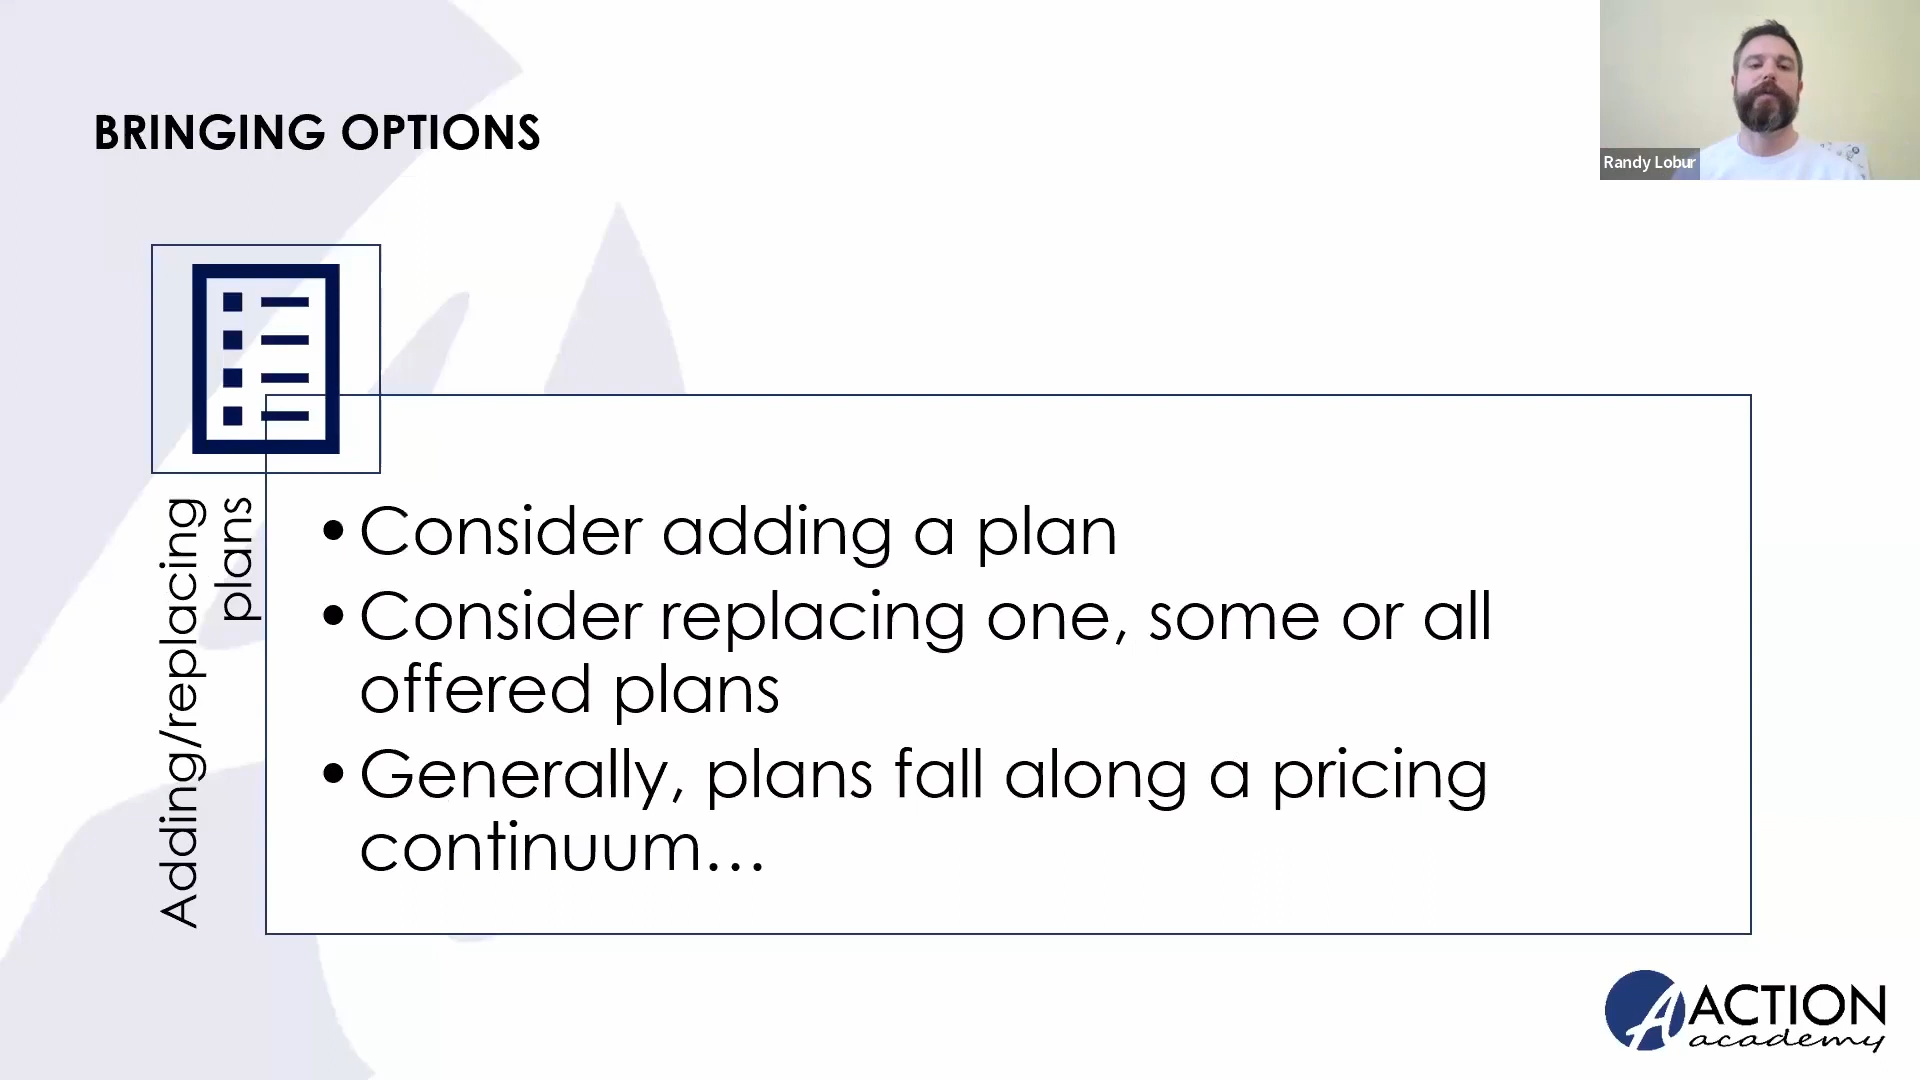 BRINGING OPTIONS
Randy Lobur
Adding/replacing
plans
• Consider adding a plan
• Consider replacing one, some or all
offered plans
• Generally, plans fall along a pricing
continuum...
A ACTION
academy